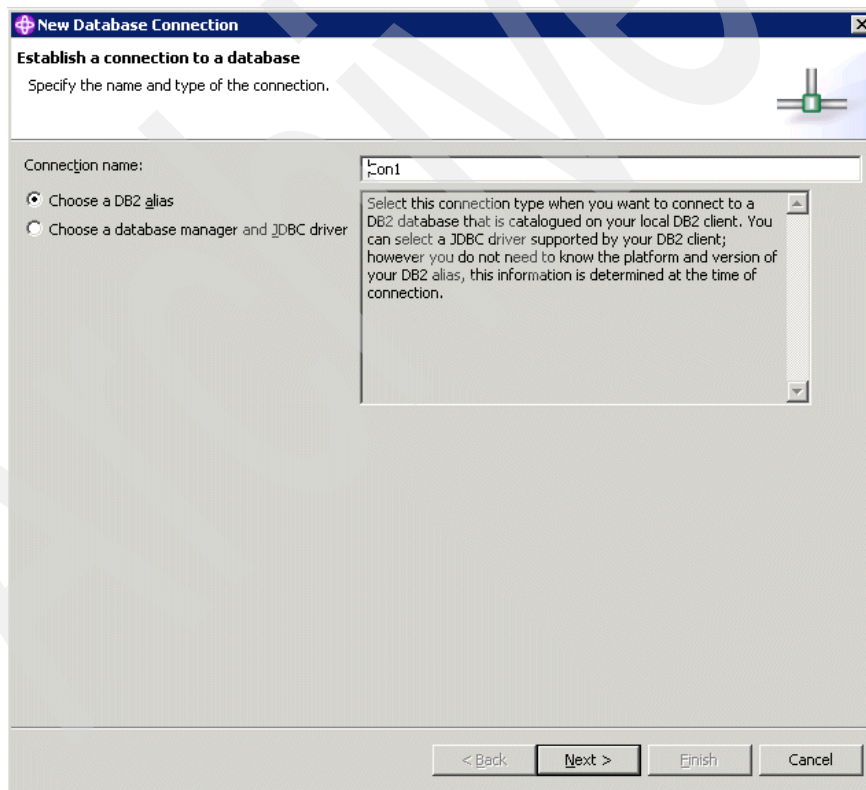 New Database Connection
Establish a connection to a database
Specify the name and type of the connection.
Connection name:
Con1
Choose a DB2 alias
Choose a database manager and JDBC driver
Select this connection type when you want to connect to a
DB2 database that is catalogued on your local DB2 client. You
can select a JDBC driver supported by your DB2 client;
however you do not need to know the platform and version of
your DB2 alias, this information is determined at the time of
connection.
< Back
Next >
Finish
Cancel